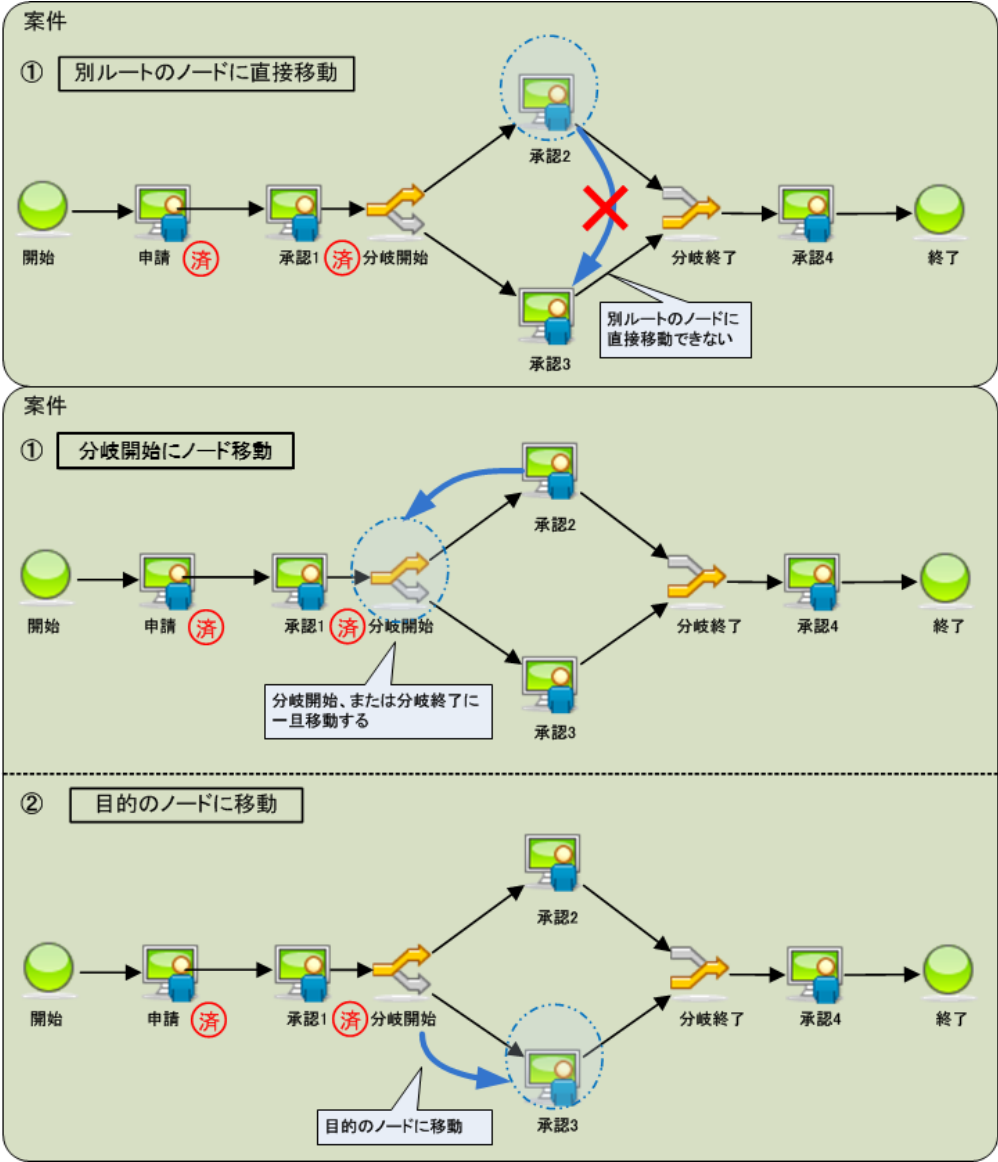 案件
① 別ルートのノードに直接移動
承認2
開始 申請 済 承認1 済 分岐開始 分岐終了 承認4 終了
別ルートのノードに
直接移動できない
承認3
案件
① 分岐開始にノード移動
承認2
開始 申請 済 承認1 済 分岐開始 分岐終了 承認4 終了
分岐開始、または分岐終了に
一旦移動する
承認3
② 目的のノードに移動
承認2
開始 申請 済 承認1 済 分岐開始 分岐終了 承認4 終了
目的のノードに移動
承認3